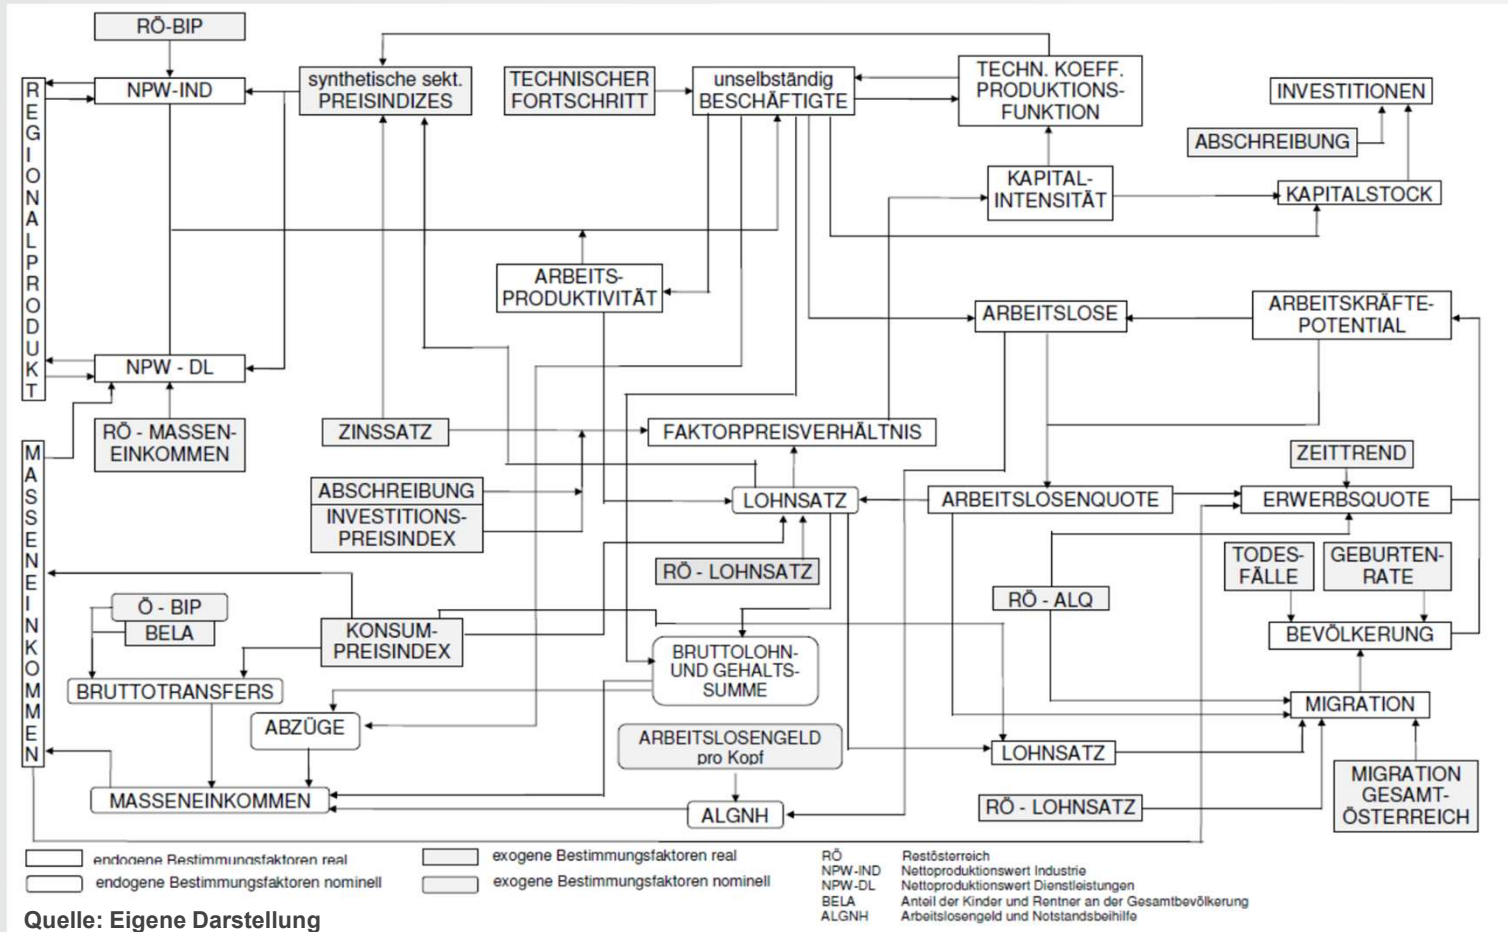 RÖ-BIP
REGIONALPRODUKT
NPW-IND
synthetische sekt.
PREISINDIZES
TECHNISCHER
FORTSCHRITT
unselbständig
BESCHÄFTIGTE
TECHN. KOEFF.
PRODUKTIONS-
FUNKTION
INVESTITIONEN
ABSCHREIBUNG
KAPITAL-
INTENSITÄT
KAPITALSTOCK
ARBEITS-
PRODUKTIVITÄT
ARBEITSLOSE
ARBEITSKRÄFTE-
POTENTIAL
NPW - DL
RÖ - MASSEN-
EINKOMMEN
ZINSSATZ
FAKTORPREISVERHÄLTNIS
MASSENEINKOMMEN
ZEITTREND
ABSCHREIBUNG
INVESTITIONS-
PREISINDEX
LOHNSATZ
ARBEITSLOSENQUOTE
ERWERBSQUOTE
RÖ - LOHNSATZ
TODES-
FÄLLE
GEBURTEN-
RATE
Ö - BIP
BELA
RÖ - ALQ
KONSUM-
PREISINDEX
BEVÖLKERUNG
BRUTTOLOHN-
UND GEHALTS-
SUMME
BRUTTOTRANSFERS
MIGRATION
ABZÜGE
ARBEITSLOSENGELD
pro Kopf
LOHNSATZ
MIGRATION
GESAMT-
ÖSTERREICH
MASSENEINKOMMEN
ALGNH
RÖ - LOHNSATZ
endogene Bestimmungsfaktoren real
endogene Bestimmungsfaktoren nominell
exogene Bestimmungsfaktoren real
exogene Bestimmungsfaktoren nominell
RÖ Restösterreich
NPW-IND Nettoproduktionswert Industrie
NPW-DL Nettoproduktionswert Dienstleistungen
BELA Anteil der Kinder und Rentner an der Gesamtbevölkerung
ALGNH Arbeitslosengeld und Notstandsbeihilfe
Quelle: Eigene Darstellung